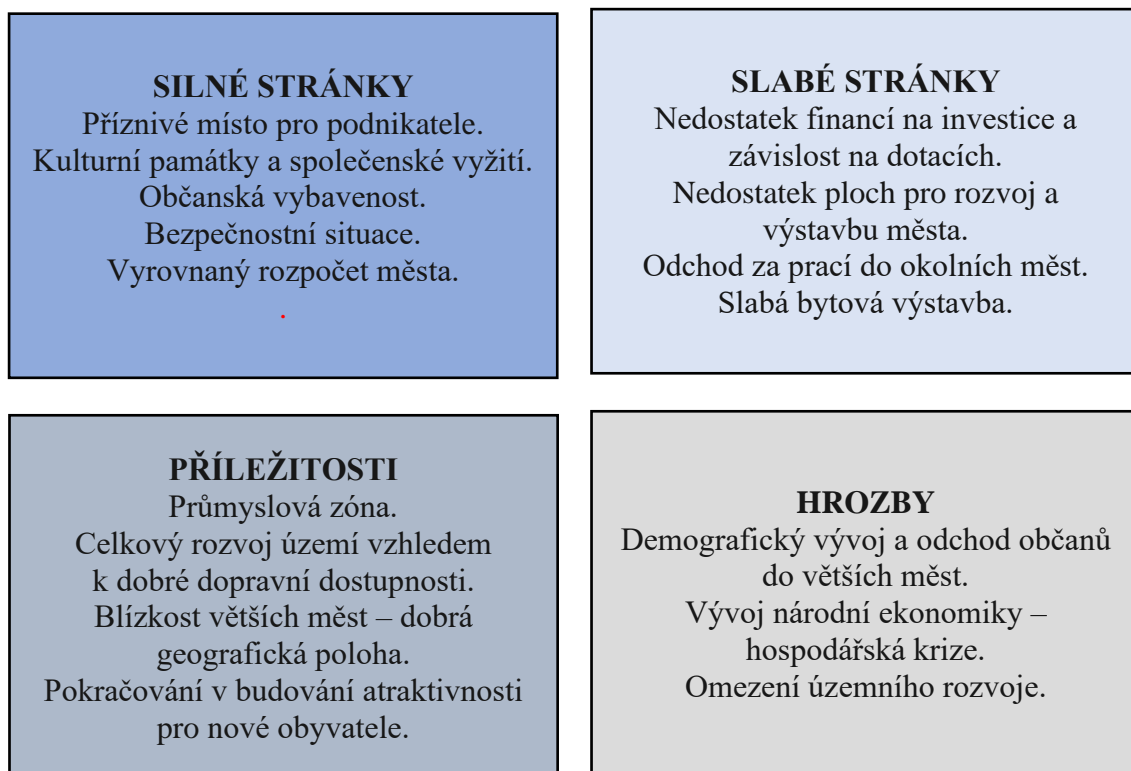 SILNÉ STRÁNKY
Příznivé místo pro podnikatele.
Kulturní památky a společenské vyžití.
Občanská vybavenost.
Bezpečnostní situace.
Vyrovnaný rozpočet města.
.
SLABÉ STRÁNKY
Nedostatek financí na investice a
závislost na dotacích.
Nedostatek ploch pro rozvoj a
výstavbu města.
Odchod za prací do okolních měst.
Slabá bytová výstavba.
PŘÍLEŽITOSTI
Průmyslová zóna.
Celkový rozvoj území vzhledem
k dobré dopravní dostupnosti.
Blízkost větších měst – dobrá
geografická poloha.
Pokračování v budování atraktivnosti
pro nové obyvatele.
HROZBY
Demografický vývoj a odchod občanů
do větších měst.
Vývoj národní ekonomiky –
hospodářská krize.
Omezení územního rozvoje.